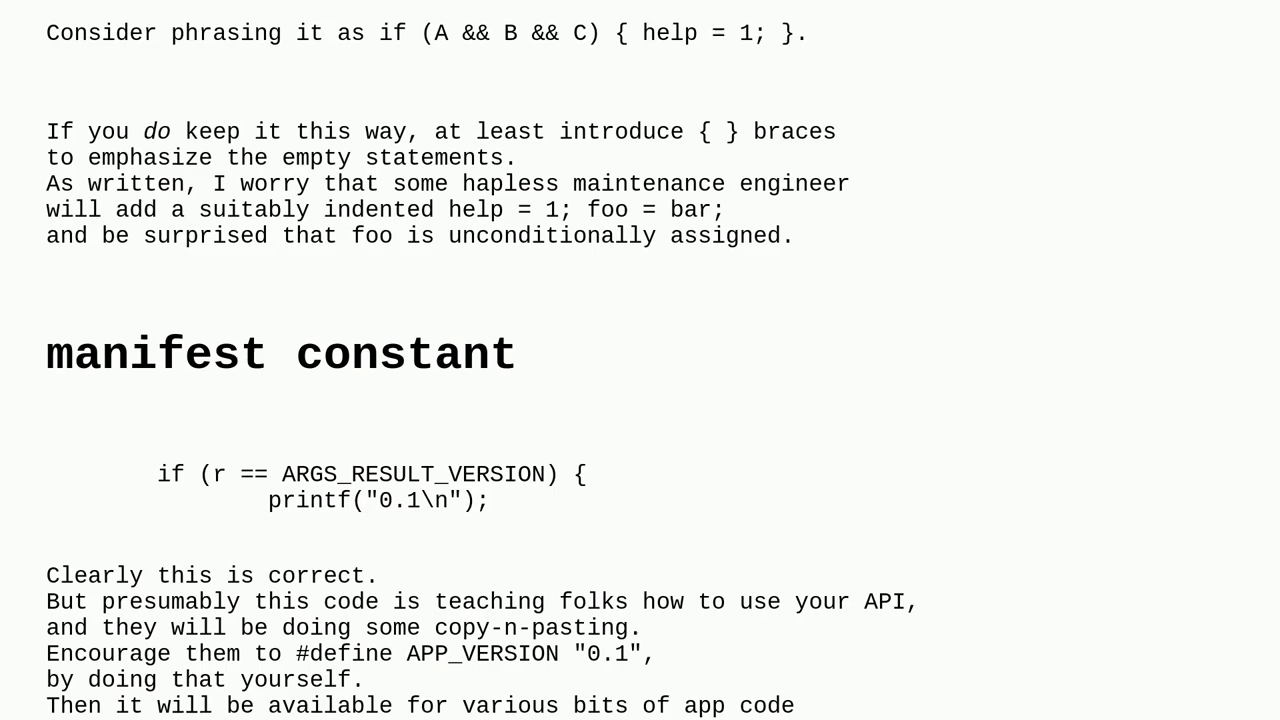 Consider phrasing it as if (A && B && C) { help = 1; }.
If you do keep it this way, at least introduce { } braces
to emphasize the empty statements.
As written, I worry that some hapless maintenance engineer
will add a suitably indented help = 1; foo = bar;
and be surprised that foo is unconditionally assigned.
manifest constant
if (r == ARGS_RESULT_VERSION) {
printf("0.1\n");
Clearly this is correct.
But presumably this code is teaching folks how to use your API,
and they will be doing some copy-n-pasting.
Encourage them to #define APP_VERSION "0.1",
by doing that yourself.
Then it will be available for various bits of app code